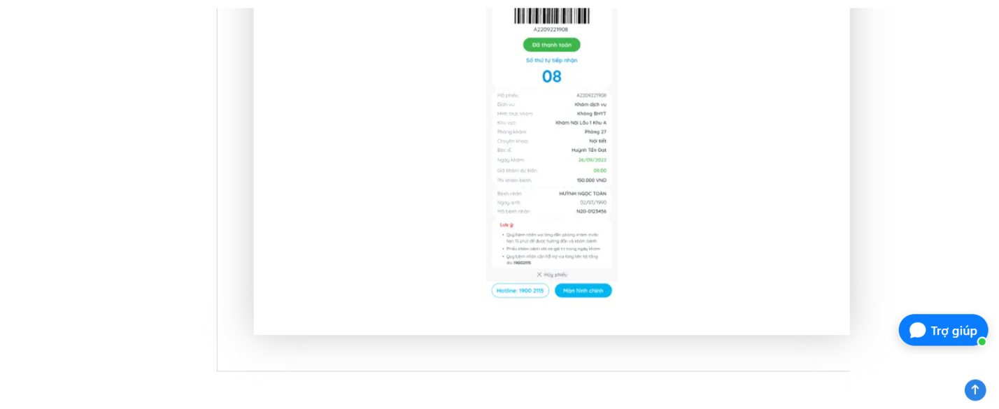 A2209221908
Đã thanh toán
Số thứ tự tiếp nhận
08
Mã phiếu: A2209221908
Dịch vụ: Khám dịch vụ
Hình thức khám: Không BHYT
Khu vực: Khám Nội Lầu 1 Khu A
Phòng khám: Phòng 27
Chuyên khoa: Nội tiết
Bác sĩ: Huỳnh Tấn Đạt
Ngày khám: 26/09/2022
Giờ khám dự kiến: 08:00
Phí khám bệnh: 150.000 VND
Bệnh nhân: HUỲNH NGỌC TOÀN
Ngày sinh: 02/07/1990
Mã bệnh nhân: N20-0123456
Lưu ý:
• Quý bệnh nhân vui lòng đến phòng khám trước
hẹn 15 phút để được hướng dẫn và khám bệnh.
• Phiếu khám bệnh chỉ có giá trị trong ngày khám
• Quý bệnh nhân cần hỗ trợ vui lòng liên hệ tổng
đài 19002115
Hủy phiếu
Hotline: 1900 2115 Màn hình chính
Trợ giúp